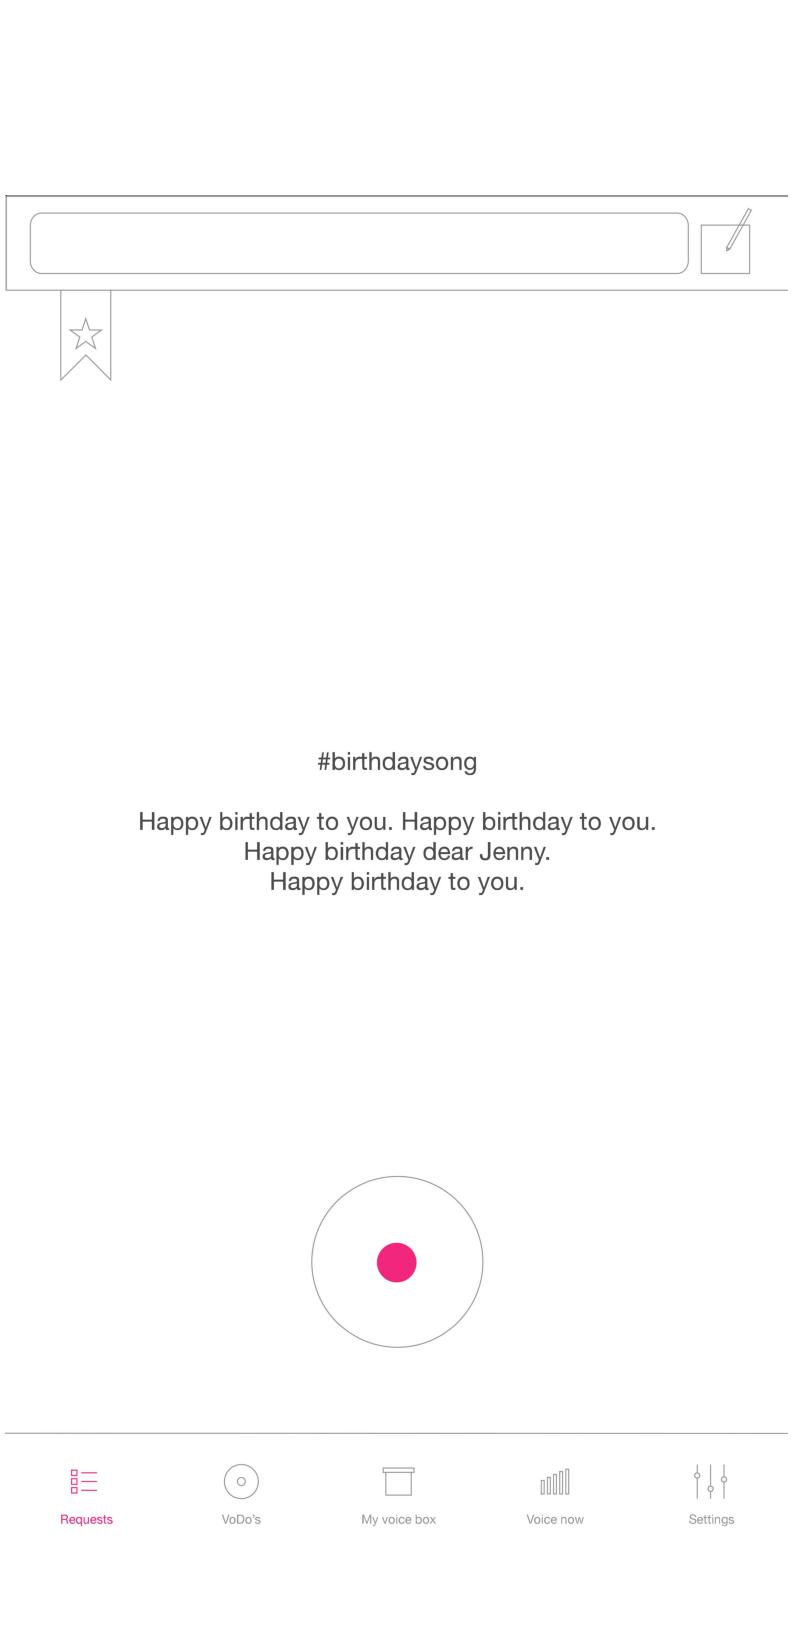 #birthdaysong
Happy birthday to you. Happy birthday to you.
Happy birthday dear Jenny.
Happy birthday to you.
Requests
VoDo's
My voice box
Voice now
Settings